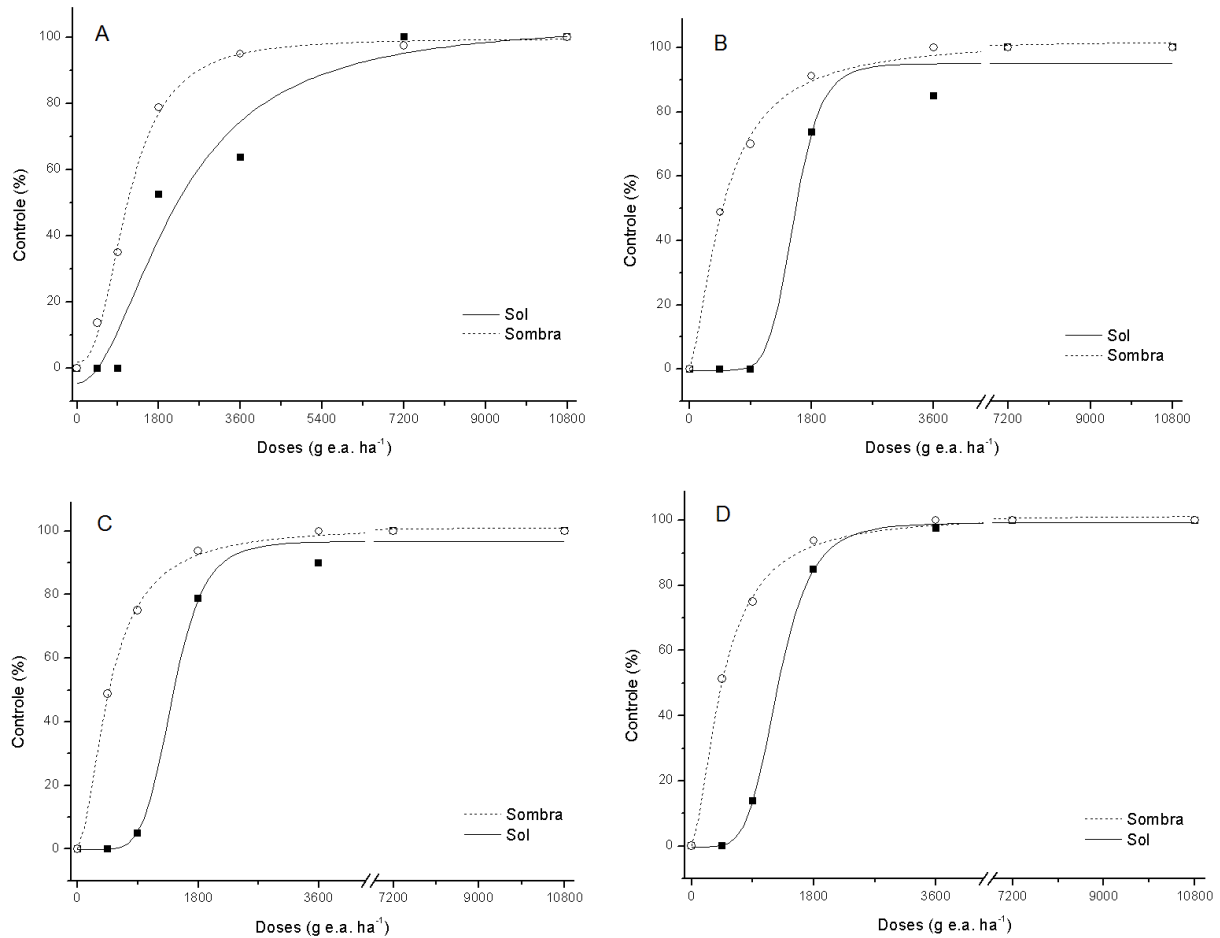 A
100
80
60
40
20
0
Controle (%)
Sol
Sombra
0 1800 3600 5400 7200 9000 10800
Doses (g e.a. ha⁻¹)
B
100
80
60
40
20
0
Controle (%)
Sol
Sombra
0 1800 3600 7200 9000 10800
Doses (g e.a. ha⁻¹)
C
100
80
60
40
20
0
Controle (%)
Sombra
Sol
0 1800 3600 7200 9000 10800
Doses (g e.a. ha⁻¹)
D
100
80
60
40
20
0
Controle (%)
Sombra
Sol
0 1800 3600 7200 9000 10800
Doses (g e.a. ha⁻¹)